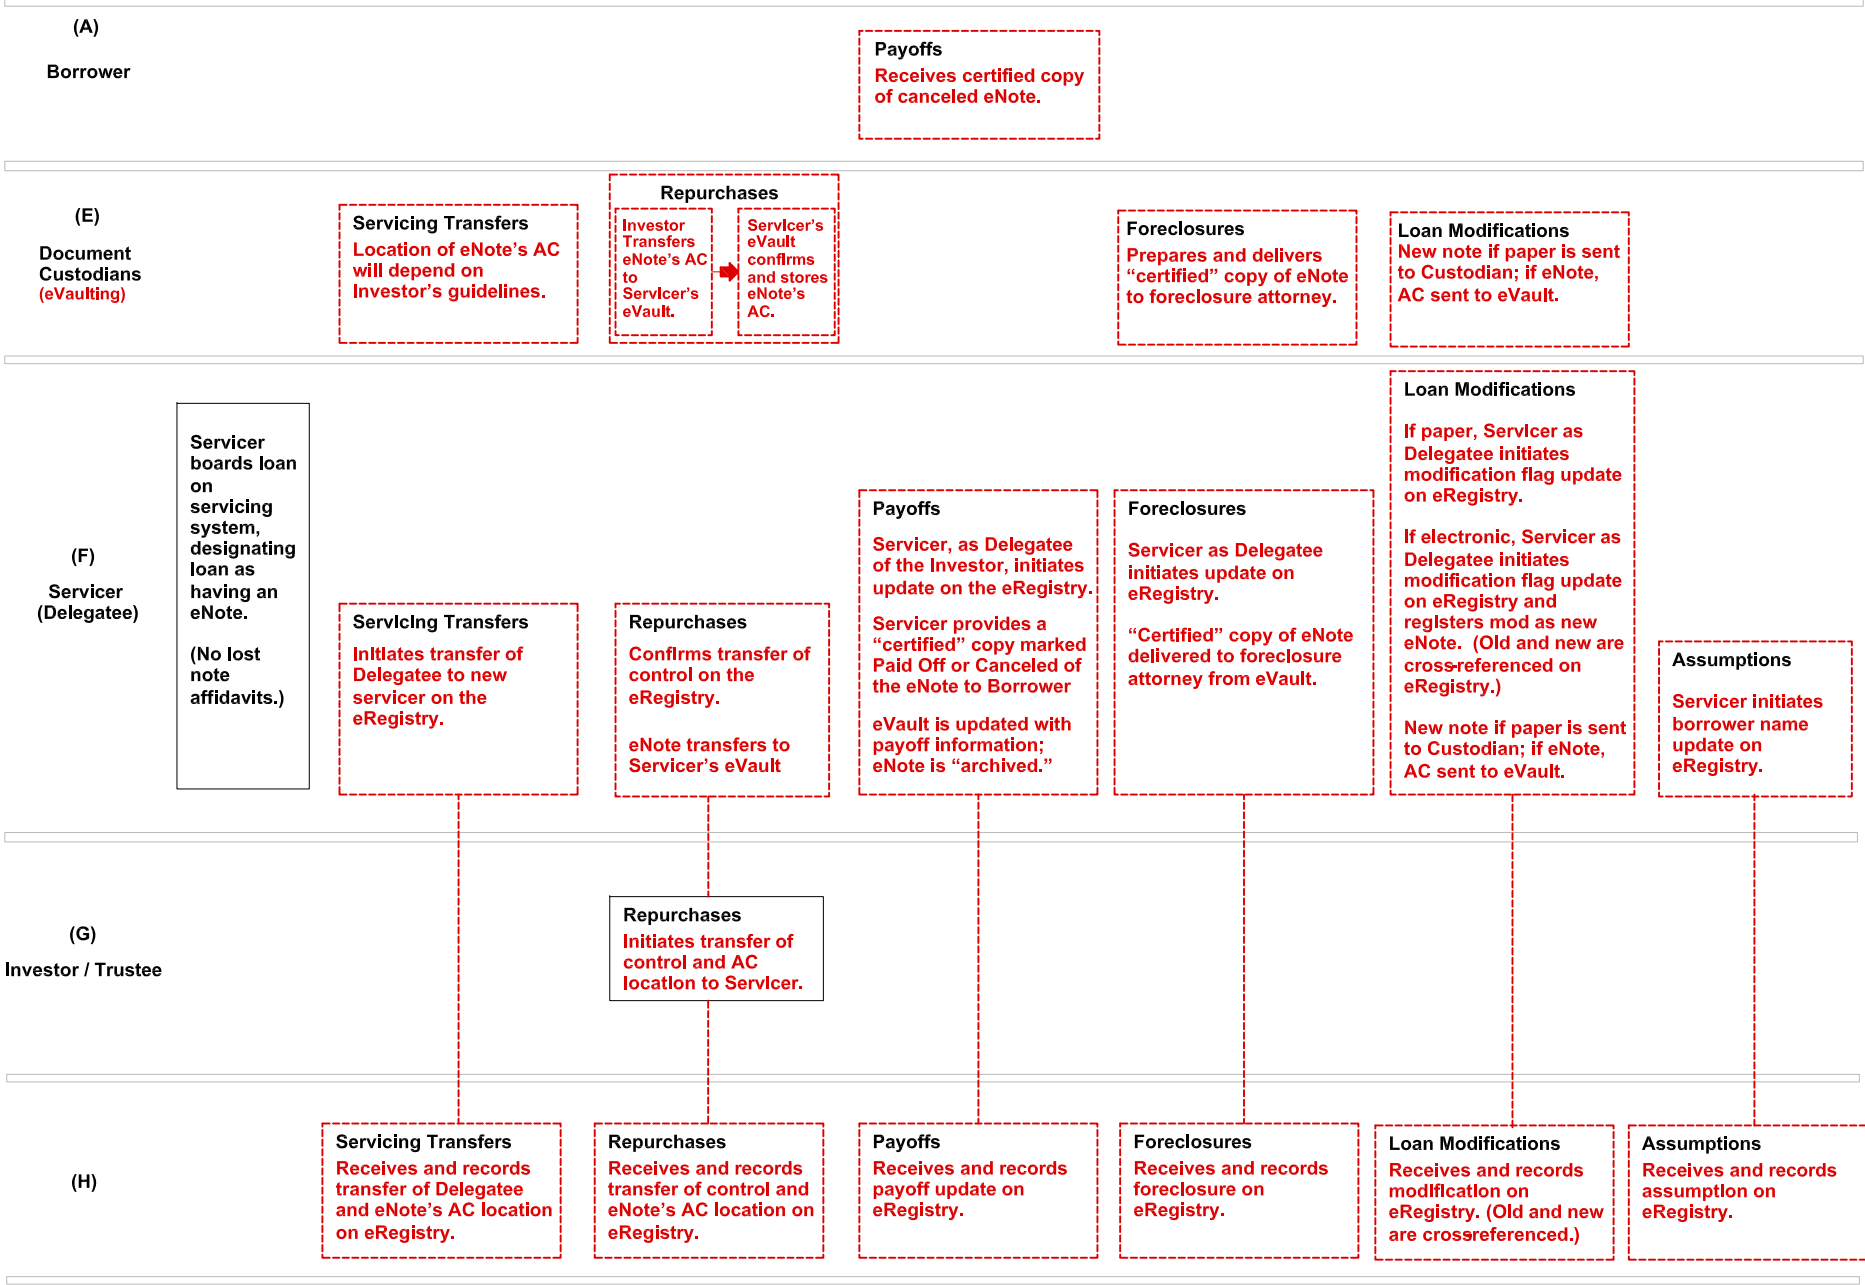 (A)
Borrower
Payoffs
Receives certified copy
of canceled eNote.
(E)
Document
Custodians
(eVaulting)
Servicing Transfers
Location of eNote’s AC
will depend on
Investor’s guidelines.
Repurchases
Investor
Transfers
eNote’s AC
to
Servicer’s
eVault.
Servicer’s
eVault
confirms
and stores
eNote’s
AC.
Foreclosures
Prepares and delivers
“certified” copy of eNote
to foreclosure attorney.
Loan Modifications
New note if paper is sent
to Custodian; if eNote,
AC sent to eVault.
(F)
Servicer
(Delegatee)
Servicer
boards loan
on
servicing
system,
designating
loan as
having an
eNote.
(No lost
note
affidavits.)
Servicing Transfers
Initiates transfer of
Delegatee to new
servicer on the
eRegistry.
Repurchases
Confirms transfer of
control on the
eRegistry.
eNote transfers to
Servicer’s eVault
Payoffs
Servicer, as Delegatee
of the Investor, initiates
update on the eRegistry.
Servicer provides a
“certified” copy marked
Paid Off or Canceled of
the eNote to Borrower
eVault is updated with
payoff information;
eNote is “archived.”
Foreclosures
Servicer as Delegatee
initiates update on
eRegistry.
“Certified” copy of eNote
delivered to foreclosure
attorney from eVault.
Loan Modifications
If paper, Servicer as
Delegatee initiates
modification flag update
on eRegistry.
If electronic, Servicer as
Delegatee initiates
modification flag update
on eRegistry and
registers mod as new
eNote.  (Old and new are
cross-referenced on
eRegistry.)
New note if paper is sent
to Custodian; if eNote,
AC sent to eVault.
Assumptions
Servicer initiates
borrower name
update on
eRegistry.
(G)
Investor / Trustee
Repurchases
Initiates transfer of
control and AC
location to Servicer.
(H)
Servicing Transfers
Receives and records
transfer of Delegatee
and eNote’s AC location
on eRegistry.
Repurchases
Receives and records
transfer of control and
eNote’s AC location on
eRegistry.
Payoffs
Receives and records
payoff update on
eRegistry.
Foreclosures
Receives and records
foreclosure on
eRegistry.
Loan Modifications
Receives and records
modification on
eRegistry. (Old and new
are cross-referenced.)
Assumptions
Receives and records
assumption on
eRegistry.